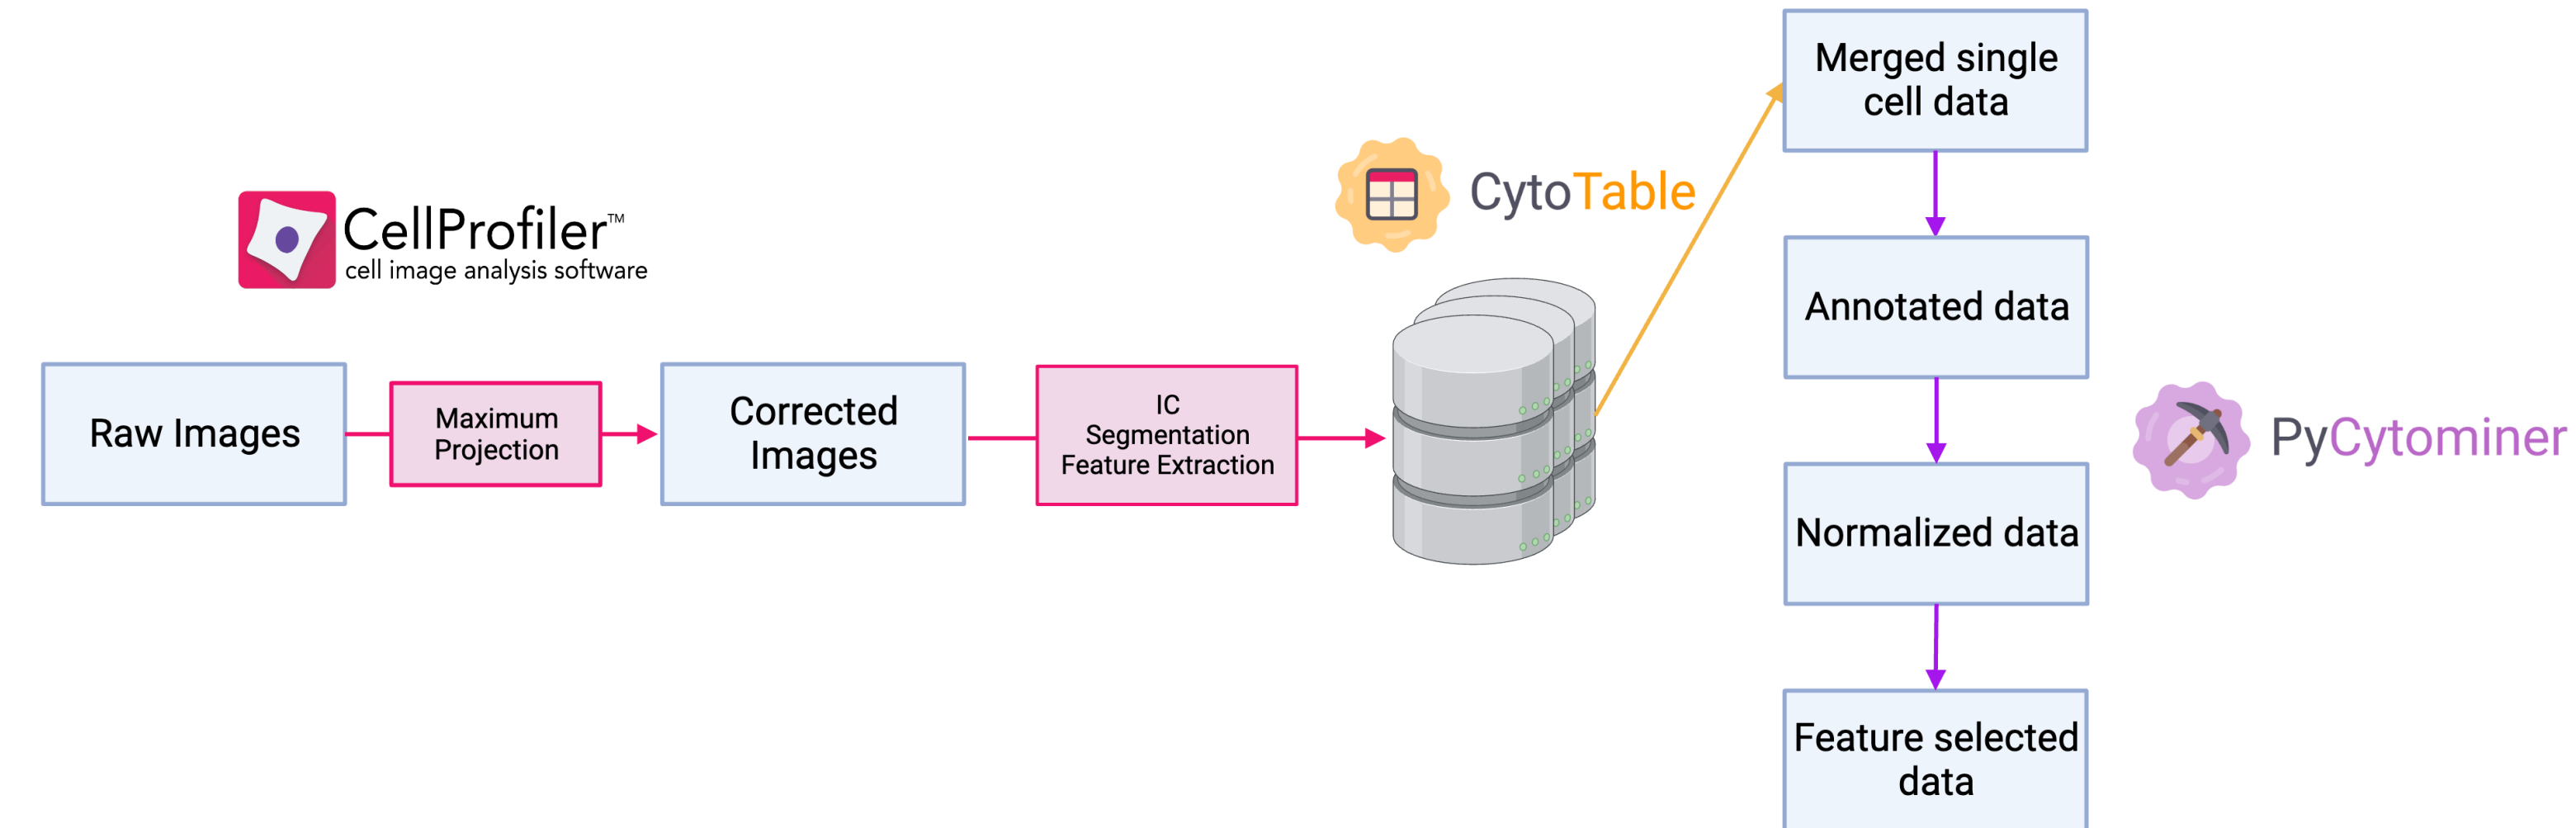 CellProfiler™
cell image analysis software
Raw Images
Maximum
Projection
Corrected
Images
IC
Segmentation
Feature Extraction
CytoTable
Merged single
cell data
Annotated data
Normalized data
Feature selected
data
PyCytominer